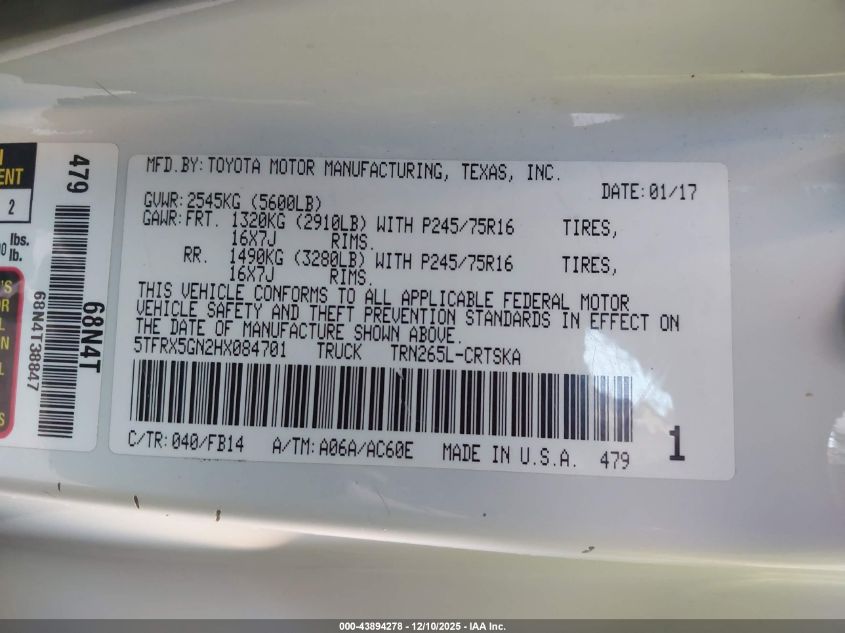 MFD.BY: TOYOTA MOTOR MANUFACTURING, TEXAS, INC.
DATE: 01/17
GVWR: 2545KG (5600LB)
GAWR: FRT. 1320KG (2910LB) WITH P245/75R16 TIRES,
16X7J RIMS.
RR. 1490KG (3280LB) WITH P245/75R16 TIRES,
16X7J RIMS.
THIS VEHICLE CONFORMS TO ALL APPLICABLE FEDERAL MOTOR
VEHICLE SAFETY AND THEFT PREVENTION STANDARDS IN EFFECT ON
THE DATE OF MANUFACTURE SHOWN ABOVE.
5TFRX5GN2HX084701 TRUCK TRN265L-CRTSKA
C/TR: 040/FB14 A/TM: A06A/AC60E MADE IN U.S.A. 479 1
479
68N4T
68N4T38847
2
lbs.
lb.
000-43894278 - 12/10/2025 - IAA Inc.